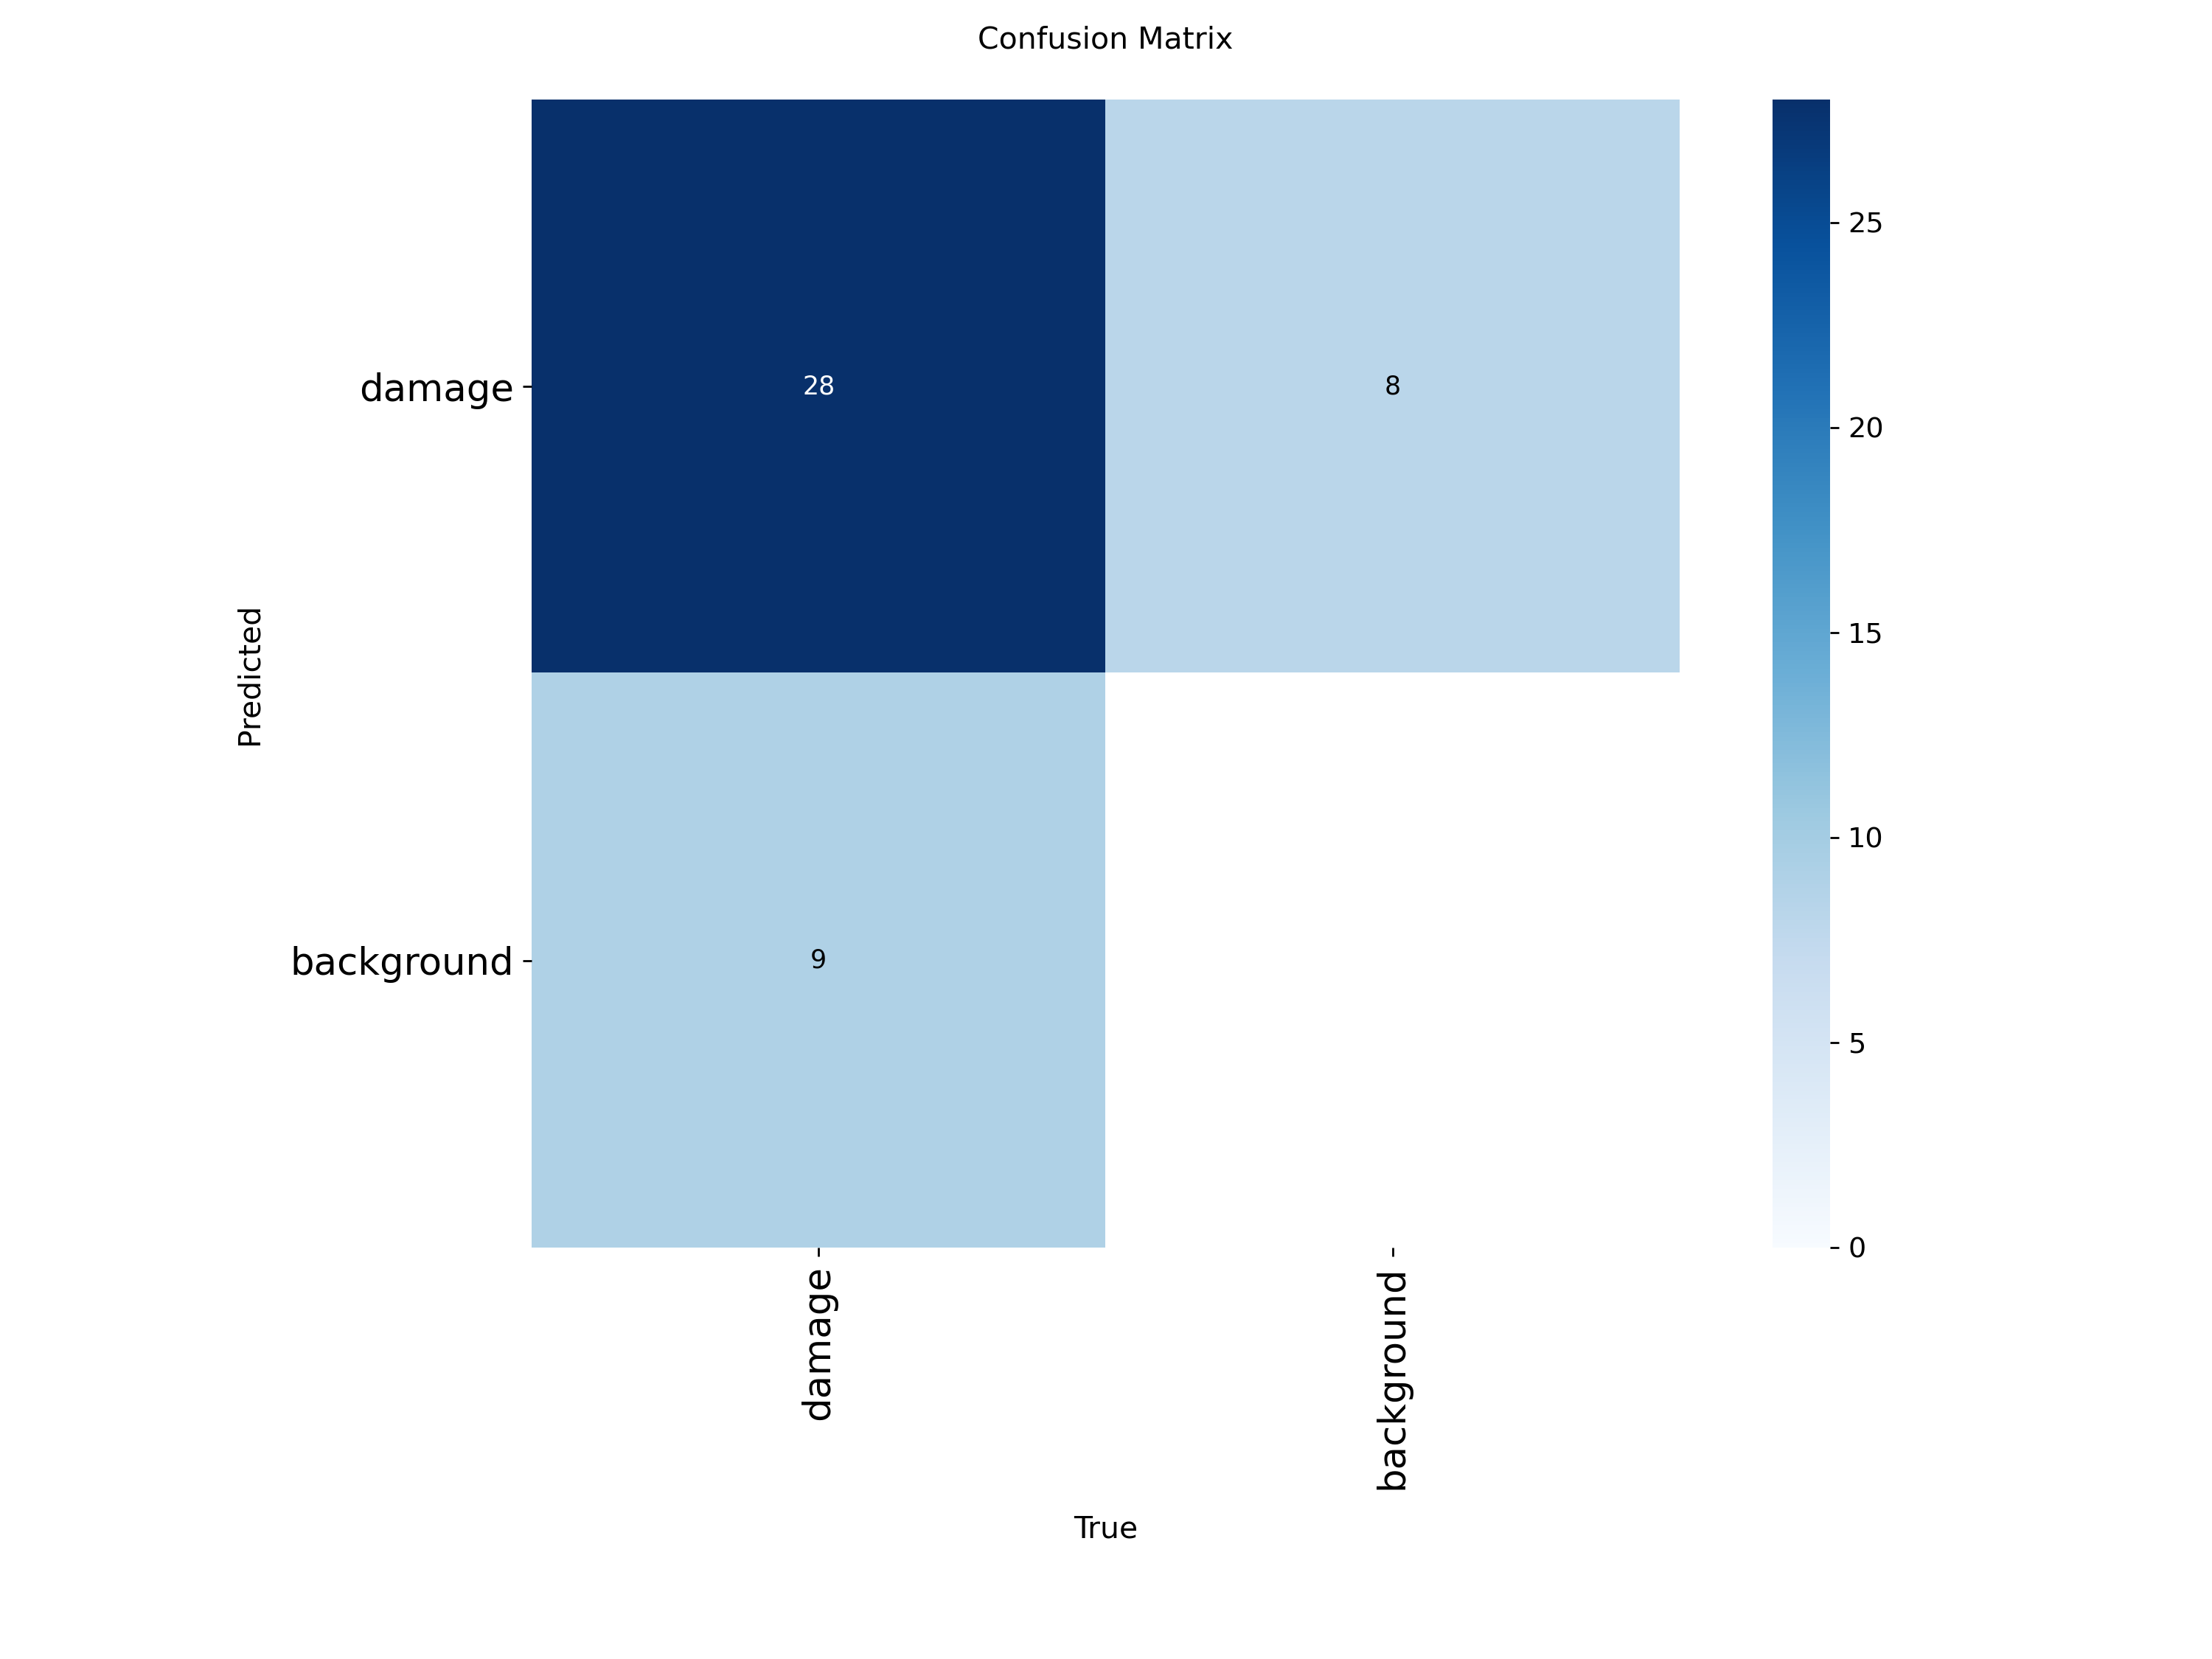 Confusion Matrix
damage
28
8
25
20
15
10
5
0
Predicted
background
9
damage
background
True